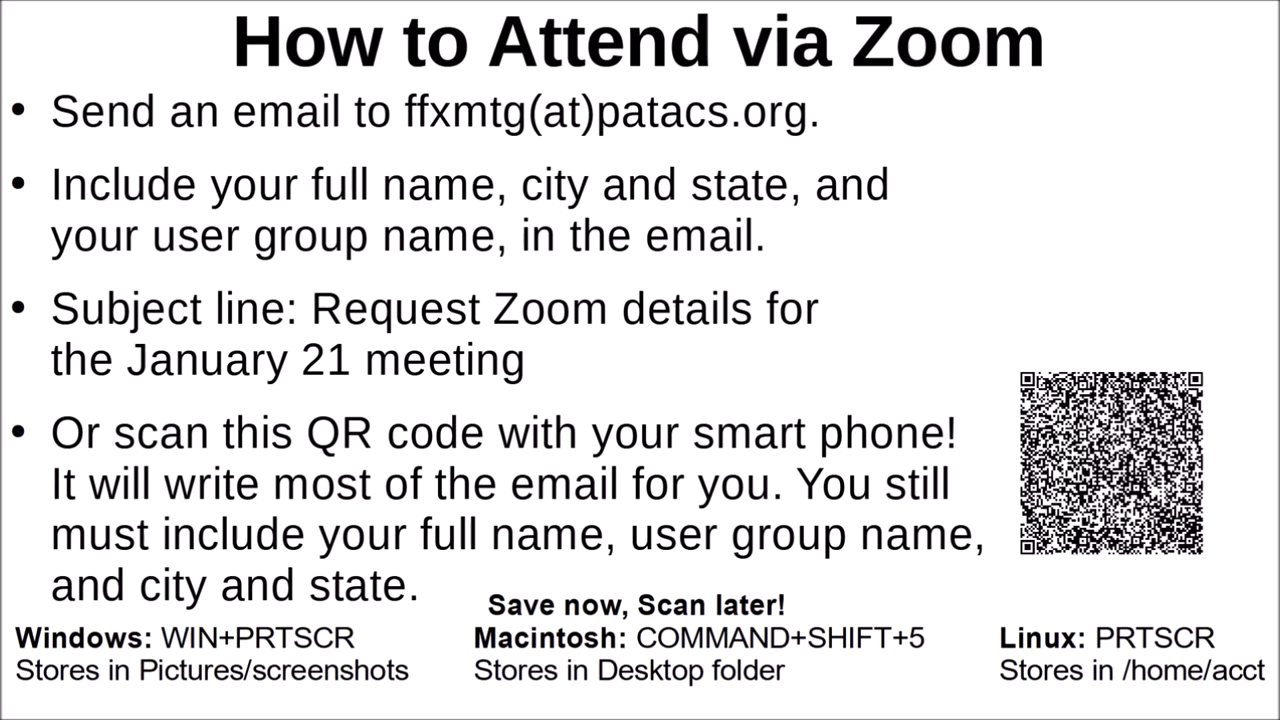 How to Attend via Zoom
• Send an email to ffxmtg(at)patacs.org.
• Include your full name, city and state, and
your user group name, in the email.
• Subject line: Request Zoom details for
the January 21 meeting
• Or scan this QR code with your smart phone!
It will write most of the email for you. You still
must include your full name, user group name,
and city and state.
Save now, Scan later!
Windows: WIN+PRTSCR
Stores in Pictures/screenshots
Macintosh: COMMAND+SHIFT+5
Stores in Desktop folder
Linux: PRTSCR
Stores in /home/acct